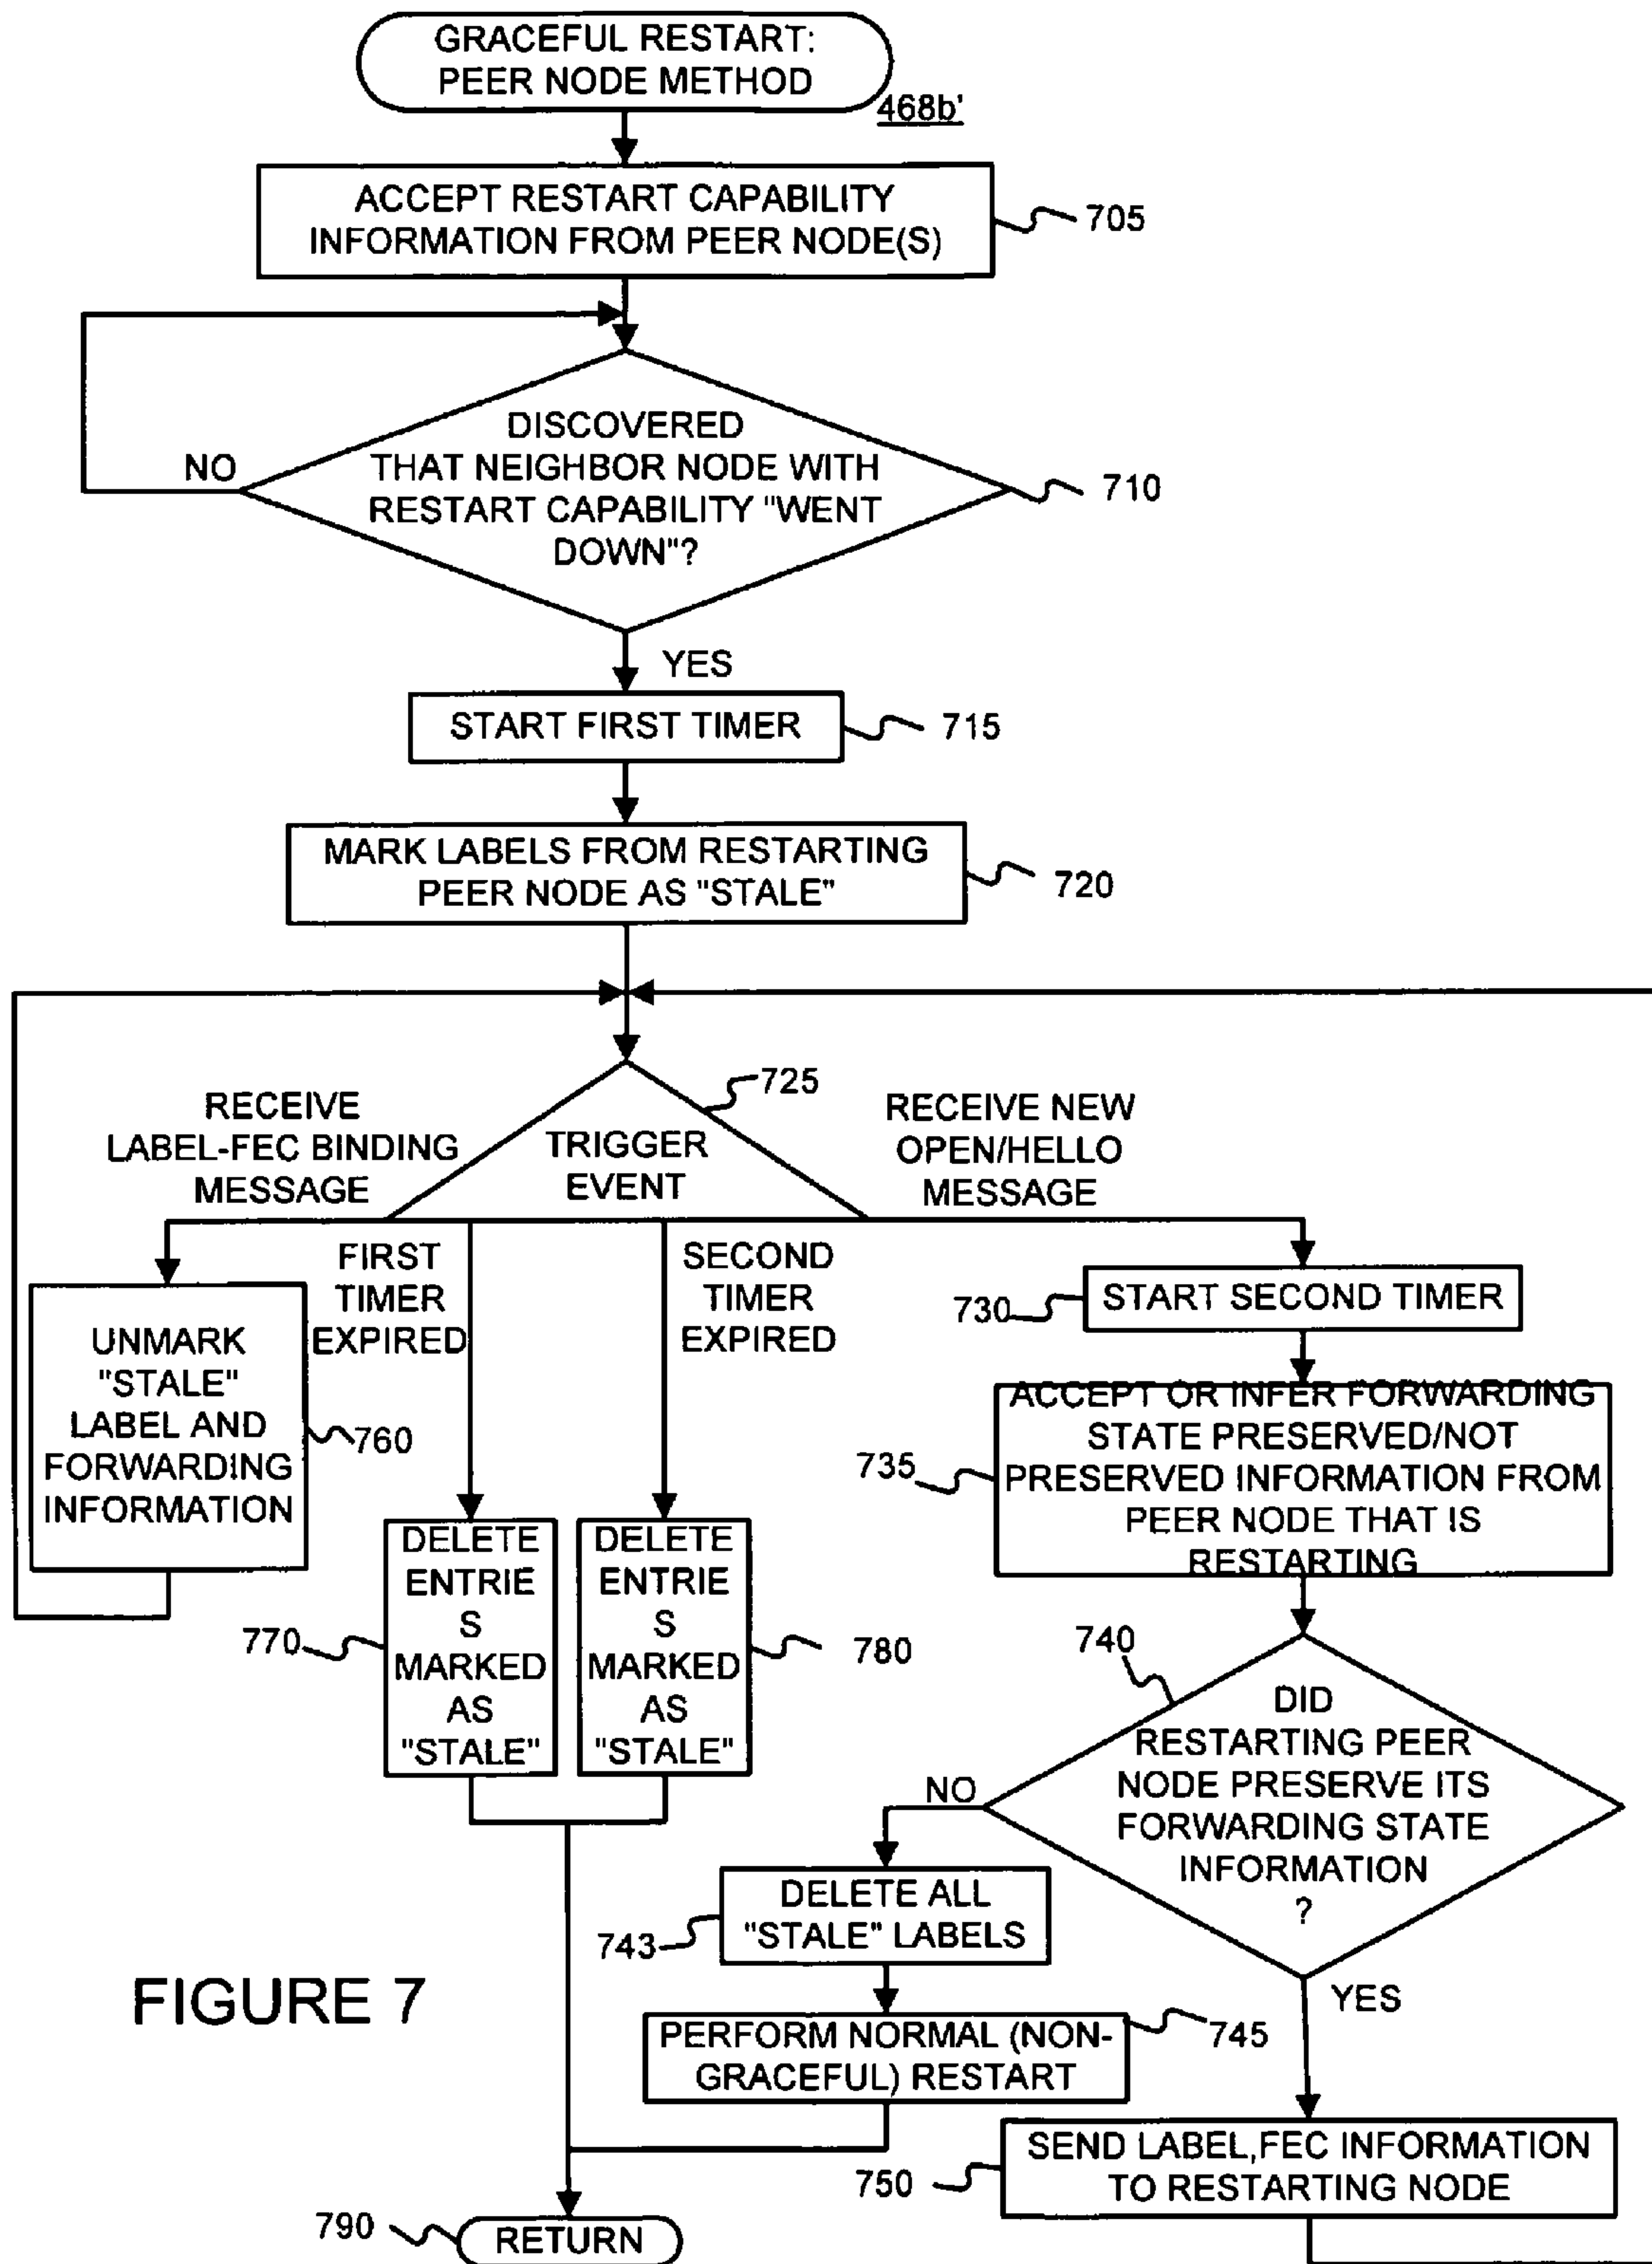 GRACEFUL RESTART:
PEER NODE METHOD
468b'
ACCEPT RESTART CAPABILITY
INFORMATION FROM PEER NODE(S)
705
DISCOVERED
THAT NEIGHBOR NODE WITH
RESTART CAPABILITY "WENT
DOWN"?
NO
710
YES
START FIRST TIMER
715
MARK LABELS FROM RESTARTING
PEER NODE AS "STALE"
720
725
TRIGGER
EVENT
RECEIVE
LABEL-FEC BINDING
MESSAGE
RECEIVE NEW
OPEN/HELLO
MESSAGE
FIRST
TIMER
EXPIRED
SECOND
TIMER
EXPIRED
UNMARK
"STALE"
LABEL AND
FORWARDING
INFORMATION
760
730
START SECOND TIMER
ACCEPT OR INFER FORWARDING
STATE PRESERVED/NOT
PRESERVED INFORMATION FROM
PEER NODE THAT IS
RESTARTING
735
DELETE
ENTRIE
S
MARKED
AS
"STALE"
770
DELETE
ENTRIE
S
MARKED
AS
"STALE"
780
740
DID
RESTARTING PEER
NODE PRESERVE ITS
FORWARDING STATE
INFORMATION
?
NO
DELETE ALL
"STALE" LABELS
743
YES
PERFORM NORMAL (NON-
GRACEFUL) RESTART
745
SEND LABEL,FEC INFORMATION
TO RESTARTING NODE
750
790
RETURN
FIGURE 7